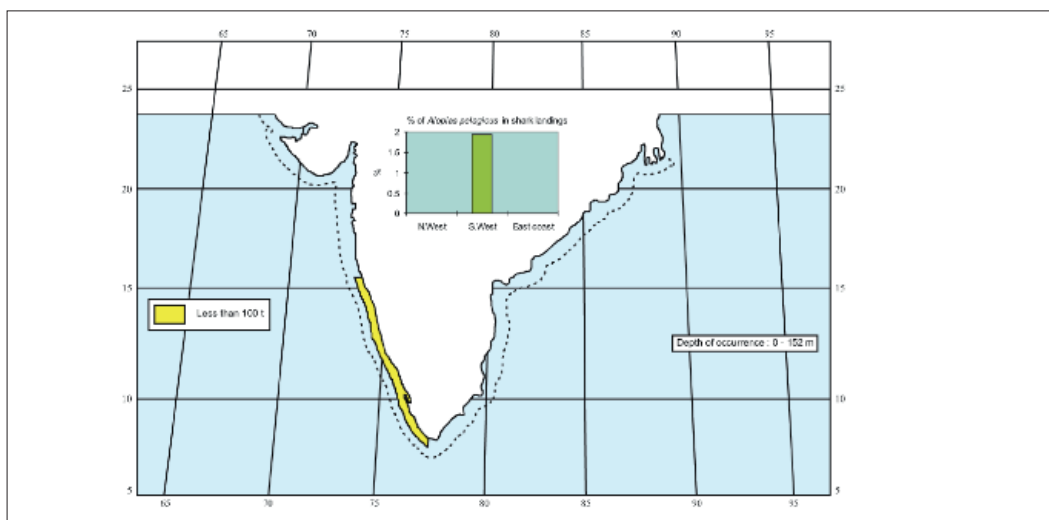 65 70 75 80 85 90 95
25 25
% of Alopias pelagicus in shark landings
2
1.5
%
1
0.5
0
N.West S.West East coast
20 20
15 15
Less than 100 t
Depth of occurrence : 0 - 152 m
10 10
5 5
65 70 75 80 85 90 95